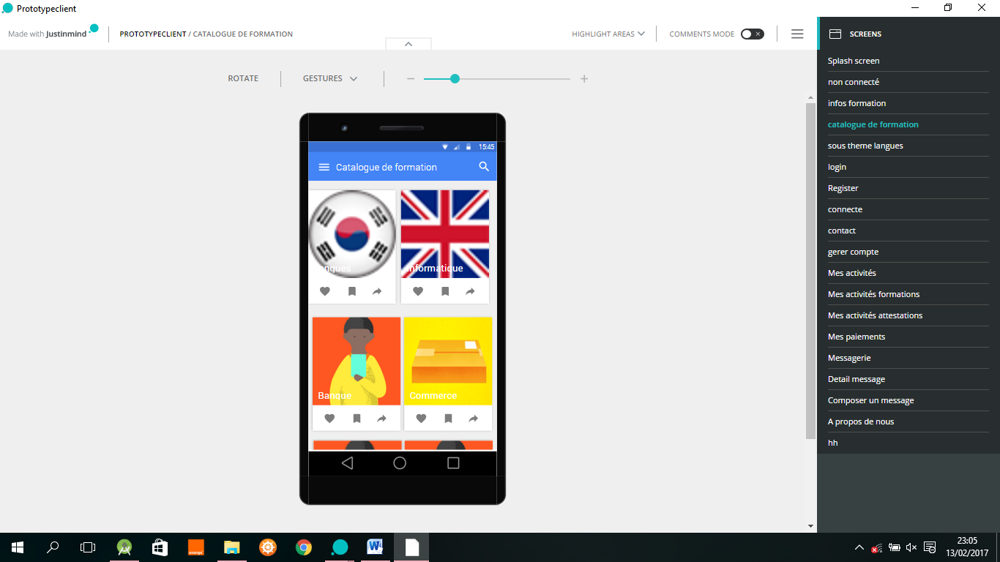 Prototypeclient
Made with Justinmind
PROTOTYPECLIENT / CATALOGUE DE FORMATION
HIGHLIGHT AREAS
COMMENTS MODE
ROTATE
GESTURES
15:45
Catalogue de formation
Langues
Informatique
Banque
Commerce
SCREENS
Splash screen
non connecté
infos formation
catalogue de formation
sous theme langues
login
Register
connecte
contact
gerer compte
Mes activités
Mes activités formations
Mes activités attestations
Mes paiements
Messagerie
Detail message
Composer un message
A propos de nous
hh
orange
23:05
13/02/2017